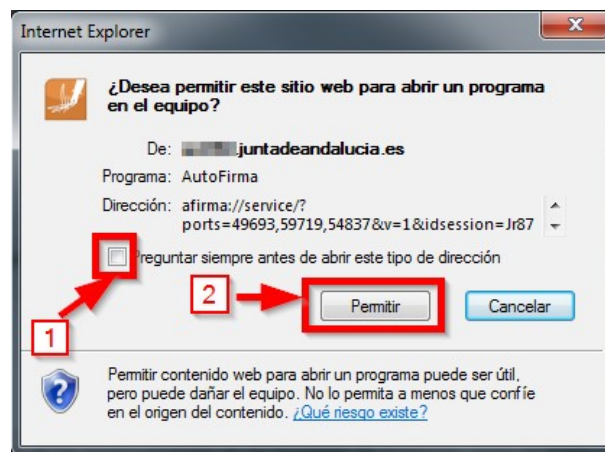 Internet Explorer
¿Desea permitir este sitio web para abrir un programa
en el equipo?
De: .juntadeandalucia.es
Programa: AutoFirma
Dirección: afirma://service/?
ports=49693,59719,54837&v=1&idsession=Jr87
Preguntar siempre antes de abrir este tipo de dirección
1
2
Permitir
Cancelar
Permitir contenido web para abrir un programa puede ser útil,
pero puede dañar el equipo. No lo permita a menos que confíe
en el origen del contenido. ¿Qué riesgo existe?